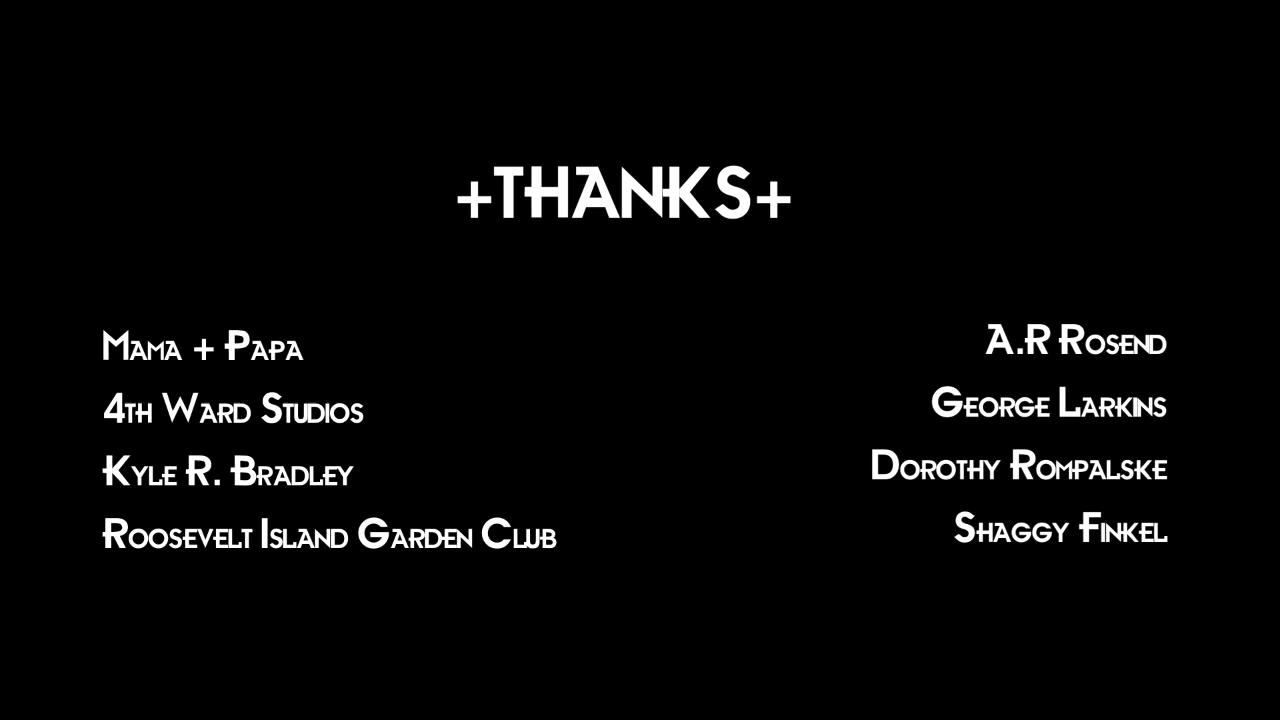 +THANKS+
Mama + Papa
4th Ward Studios
Kyle R. Bradley
Roosevelt Island Garden Club
A.R Rosend
George Larkins
Dorothy Rompalske
Shaggy Finkel